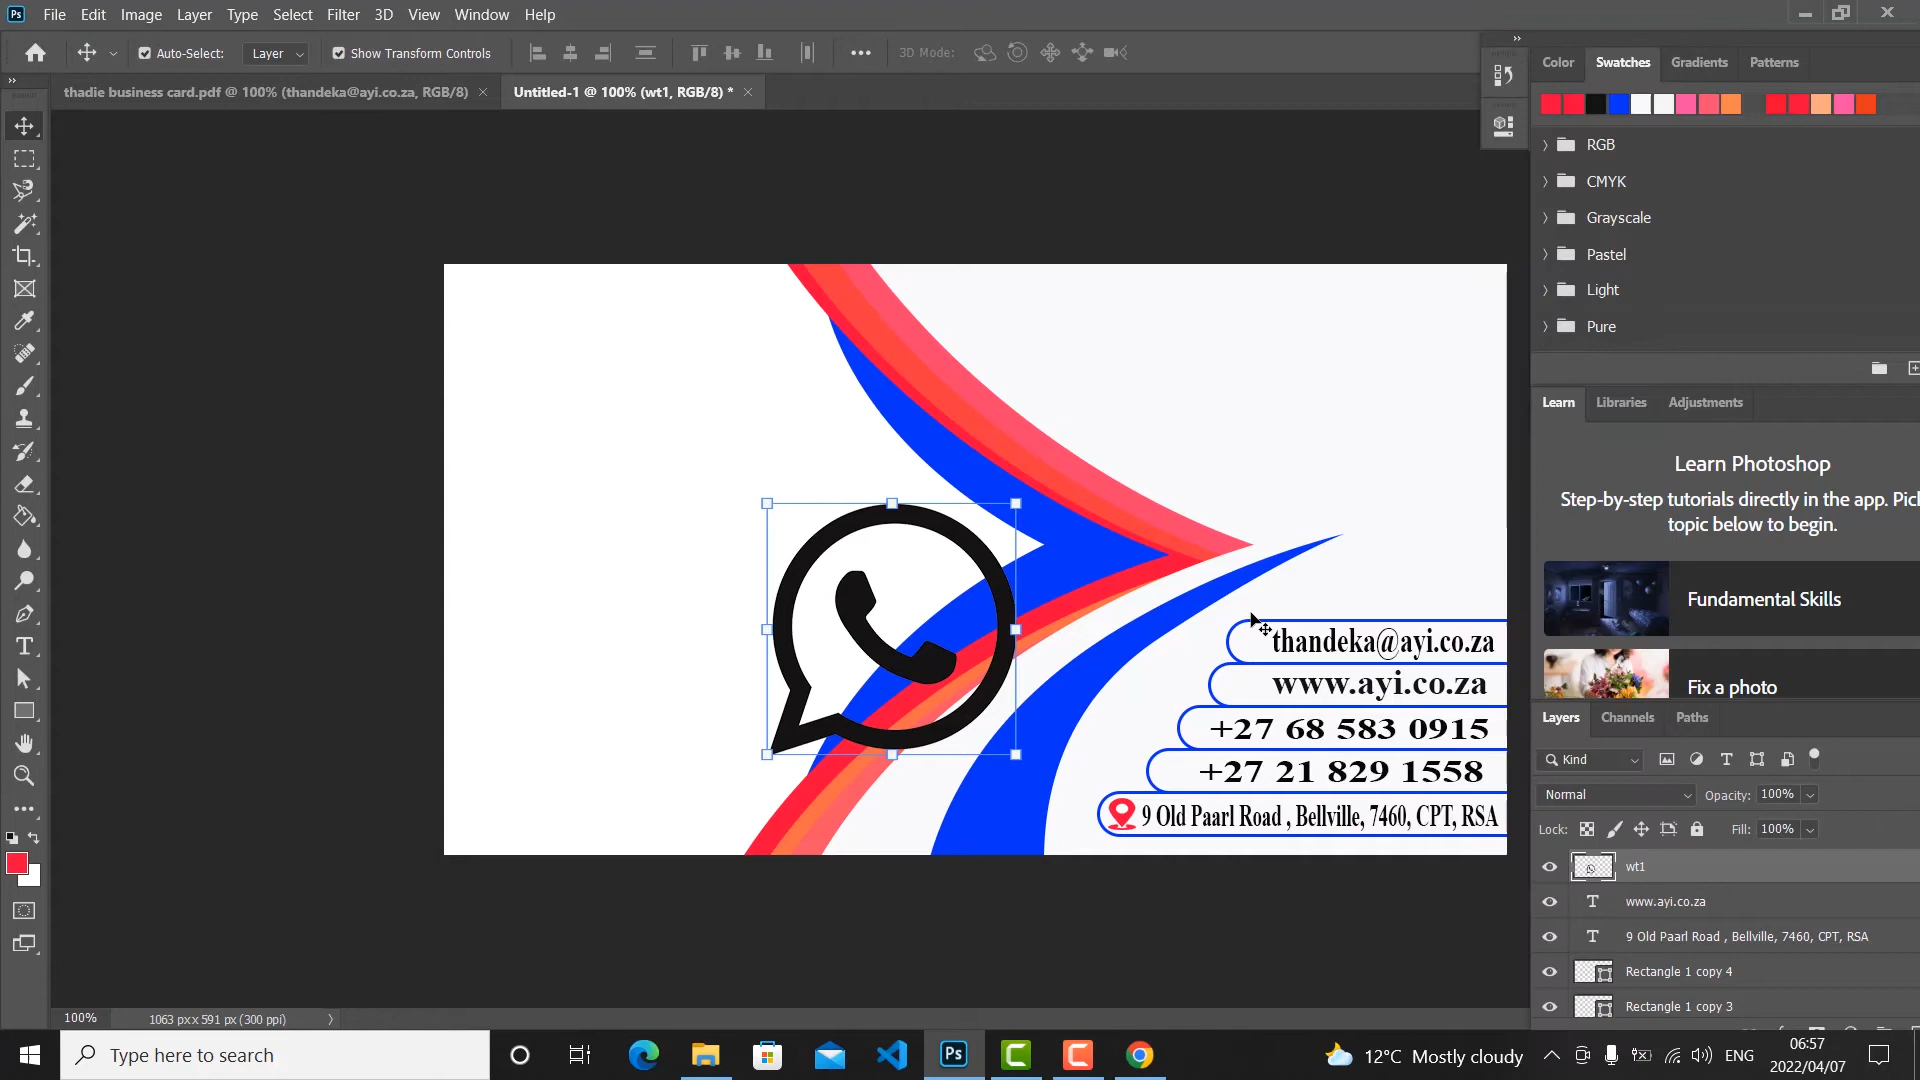 Ps File Edit Image Layer Type Select Filter 3D View Window Help
Auto-Select: Layer Show Transform Controls 3D Mode:
thadie business card.pdf @ 100% (thandeka@ayi.co.za, RGB/8) Untitled-1 @ 100% (wt1, RGB/8) *
Color Swatches Gradients Patterns
RGB
CMYK
Grayscale
Pastel
Light
Pure
Learn Libraries Adjustments
Learn Photoshop
Step-by-step tutorials directly in the app. Pick
topic below to begin.
Fundamental Skills
Fix a photo
thandeka@ayi.co.za
www.ayi.co.za
+27 68 583 0915
+27 21 829 1558
9 Old Paarl Road , Bellville, 7460, CPT, RSA
Layers Channels Paths
Kind
Normal Opacity: 100%
Lock: Fill: 100%
wt1
www.ayi.co.za
9 Old Paarl Road , Bellville, 7460, CPT, RSA
Rectangle 1 copy 4
Rectangle 1 copy 3
100% 1063 px x 591 px (300 ppi)
Type here to search
Ps
12°C Mostly cloudy
ENG
06:57
2022/04/07